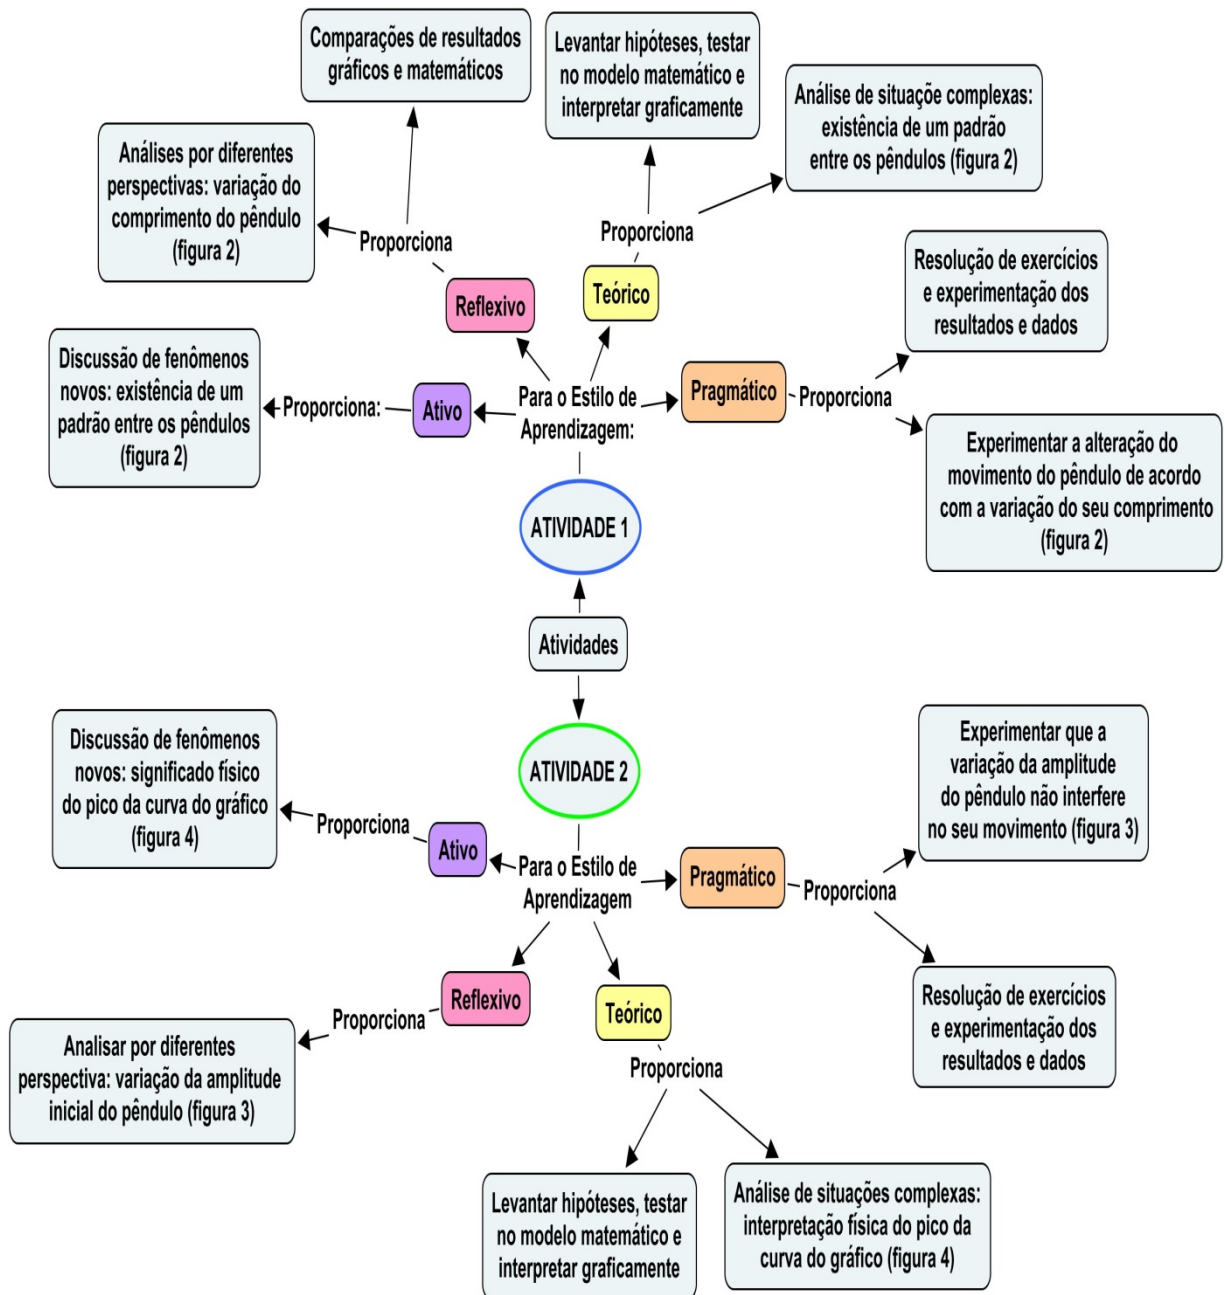 Comparações de resultados
gráficos e matemáticos
Levantar hipóteses, testar
no modelo matemático e
interpretar graficamente
Análise de situaçõe complexas:
existência de um padrão
entre os pêndulos (figura 2)
Análises por diferentes
perspectivas: variação do
comprimento do pêndulo
(figura 2)
Proporciona
Proporciona
Reflexivo
Teórico
Resolução de exercícios
e experimentação dos
resultados e dados
Discussão de fenômenos
novos: existência de um
padrão entre os pêndulos
(figura 2)
Proporciona:
Ativo
Para o Estilo de
Aprendizagem:
Pragmático
Proporciona
Experimentar a alteração do
movimento do pêndulo de acordo
com a variação do seu comprimento
(figura 2)
ATIVIDADE 1
Atividades
ATIVIDADE 2
Discussão de fenômenos
novos: significado físico
do pico da curva do gráfico
(figura 4)
Proporciona
Ativo
Para o Estilo de
Aprendizagem
Pragmático
Proporciona
Experimentar que a
variação da amplitude
do pêndulo não interfere
no seu movimento (figura 3)
Resolução de exercícios
e experimentação dos
resultados e dados
Reflexivo
Proporciona
Analisar por diferentes
perspectiva: variação da amplitude
inicial do pêndulo (figura 3)
Teórico
Proporciona
Levantar hipóteses, testar
no modelo matemático e
interpretar graficamente
Análise de situações complexas:
interpretação física do pico da
curva do gráfico (figura 4)